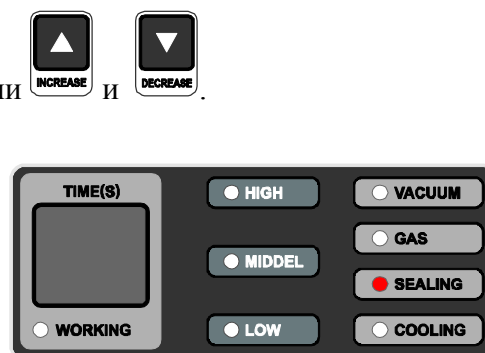 INCREASE
DECREASE
и
.
TIME(S)
HIGH
VACUUM
GAS
MIDDEL
SEALING
WORKING
LOW
COOLING